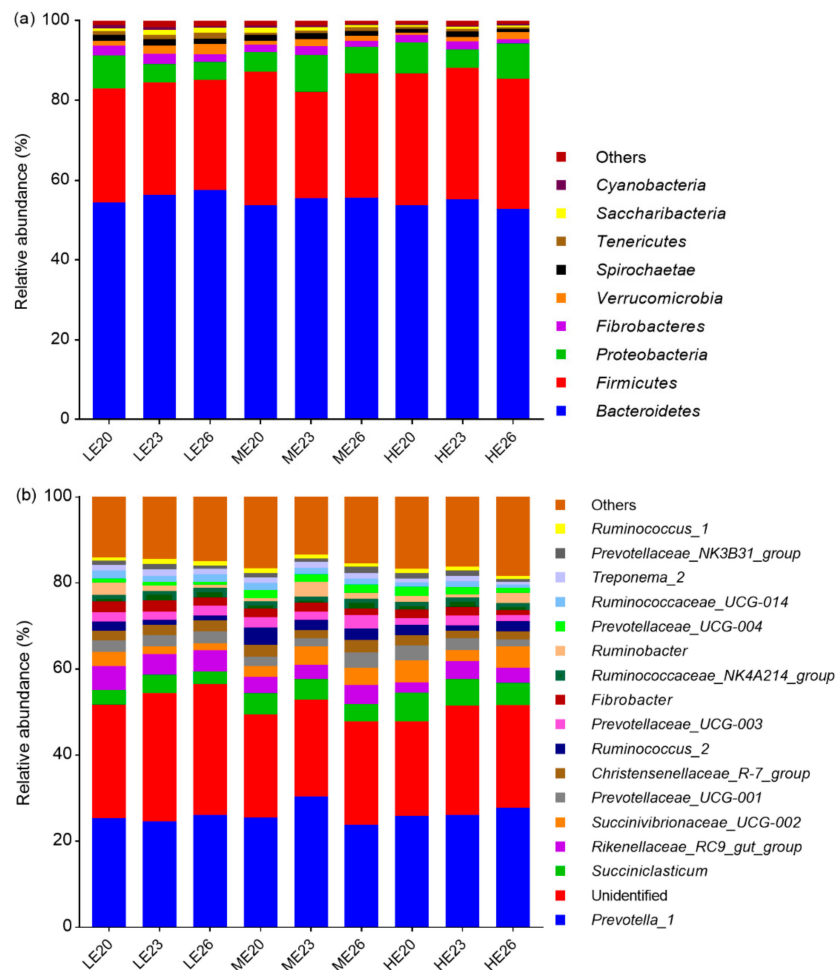 (a)
Relative abundance (%)
100
80
60
40
20
0
LE20
LE23
LE26
ME20
ME23
ME26
HE20
HE23
HE26
Others
Cyanobacteria
Saccharibacteria
Tenericutes
Spirochaetae
Verrucomicrobia
Fibrobacteres
Proteobacteria
Firmicutes
Bacteroidetes
(b)
Relative abundance (%)
100
80
60
40
20
0
LE20
LE23
LE26
ME20
ME23
ME26
HE20
HE23
HE26
Others
Ruminococcus_1
Prevotellaceae_NK3B31_group
Treponema_2
Ruminococcaceae_UCG-014
Prevotellaceae_UCG-004
Ruminobacter
Ruminococcaceae_NK4A214_group
Fibrobacter
Prevotellaceae_UCG-003
Ruminococcus_2
Christensenellaceae_R-7_group
Prevotellaceae_UCG-001
Succinivibrionaceae_UCG-002
Rikenellaceae_RC9_gut_group
Succiniclasticum
Unidentified
Prevotella_1